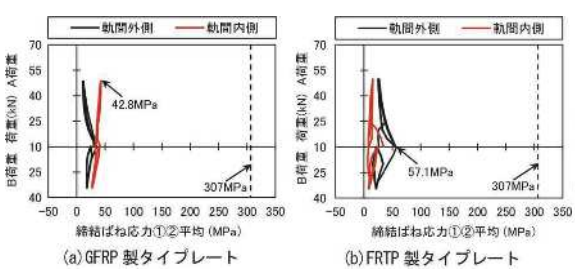 軌間外側 軌間内側
70
55
40
25
10
25
40
B荷重 荷重(kN) A荷重
42.8MPa
307MPa
-50 0 50 100 150 200 250 300 350
締結ばね応力①②平均 (MPa)
(a) GFRP 製タイプレート
軌間外側 軌間内側
70
55
40
25
10
25
40
B荷重 荷重(kN) A荷重
57.1MPa
307MPa
-50 0 50 100 150 200 250 300 350
締結ばね応力①②平均 (MPa)
(b) FRTP 製タイプレート